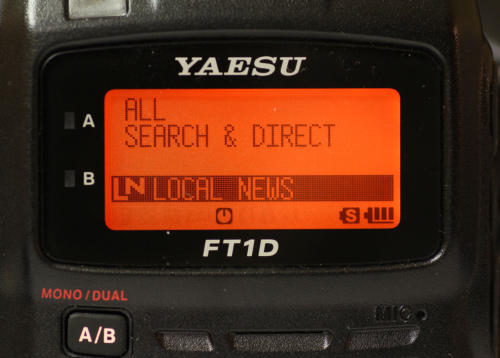 YAESU
ALL
SEARCH & DIRECT
A
B
LN LOCAL NEWS
S
FT1D
MONO/DUAL
A/B
MIC